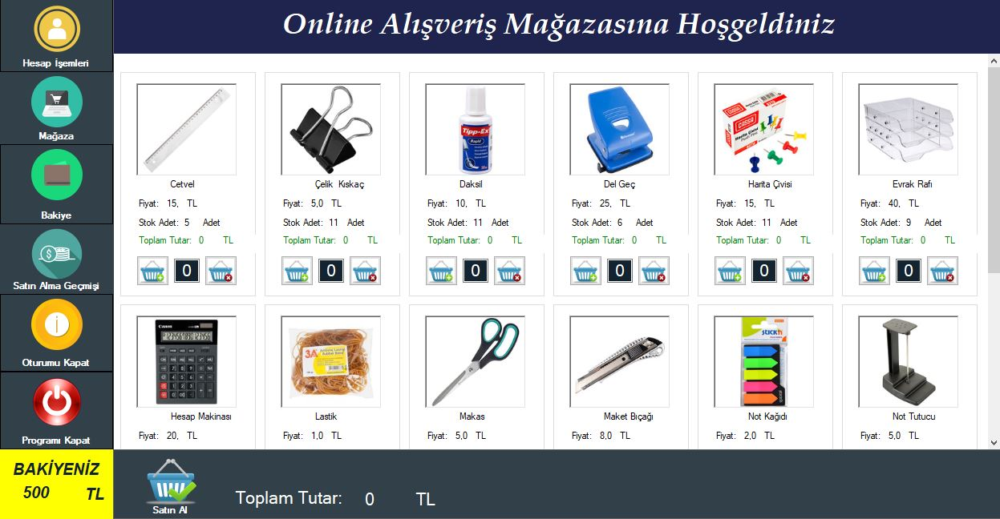 Online Alışveriş Mağazasına Hoşgeldiniz
Hesap İşemleri
Mağaza
Bakiye
Satın Alma Geçmişi
Oturumu Kapat
Programı Kapat
BAKİYENİZ
500 TL
Cetvel
Fiyat: 15, TL
Stok Adet: 5 Adet
Toplam Tutar: 0 TL
0
Çelik Kıskaç
Fiyat: 5,0 TL
Stok Adet: 11 Adet
Toplam Tutar: 0 TL
0
Tipp-Ex
Rapid
Daksil
Fiyat: 10, TL
Stok Adet: 11 Adet
Toplam Tutar: 0 TL
0
Del Geç
Fiyat: 25, TL
Stok Adet: 6 Adet
Toplam Tutar: 0 TL
0
Harita Çivisi
Push Pins
Harita Çivisi
Fiyat: 15, TL
Stok Adet: 11 Adet
Toplam Tutar: 0 TL
0
Evrak Rafı
Fiyat: 40, TL
Stok Adet: 9 Adet
Toplam Tutar: 0 TL
0
Canon
Hesap Makinası
Fiyat: 20, TL
3A
Lastik
Fiyat: 1,0 TL
Makas
Fiyat: 5,0 TL
Maket Bıçağı
Fiyat: 8,0 TL
STICK'N
Not Kağıdı
Fiyat: 2,0 TL
Not Tutucu
Fiyat: 5,0 TL
Satın Al
Toplam Tutar: 0 TL